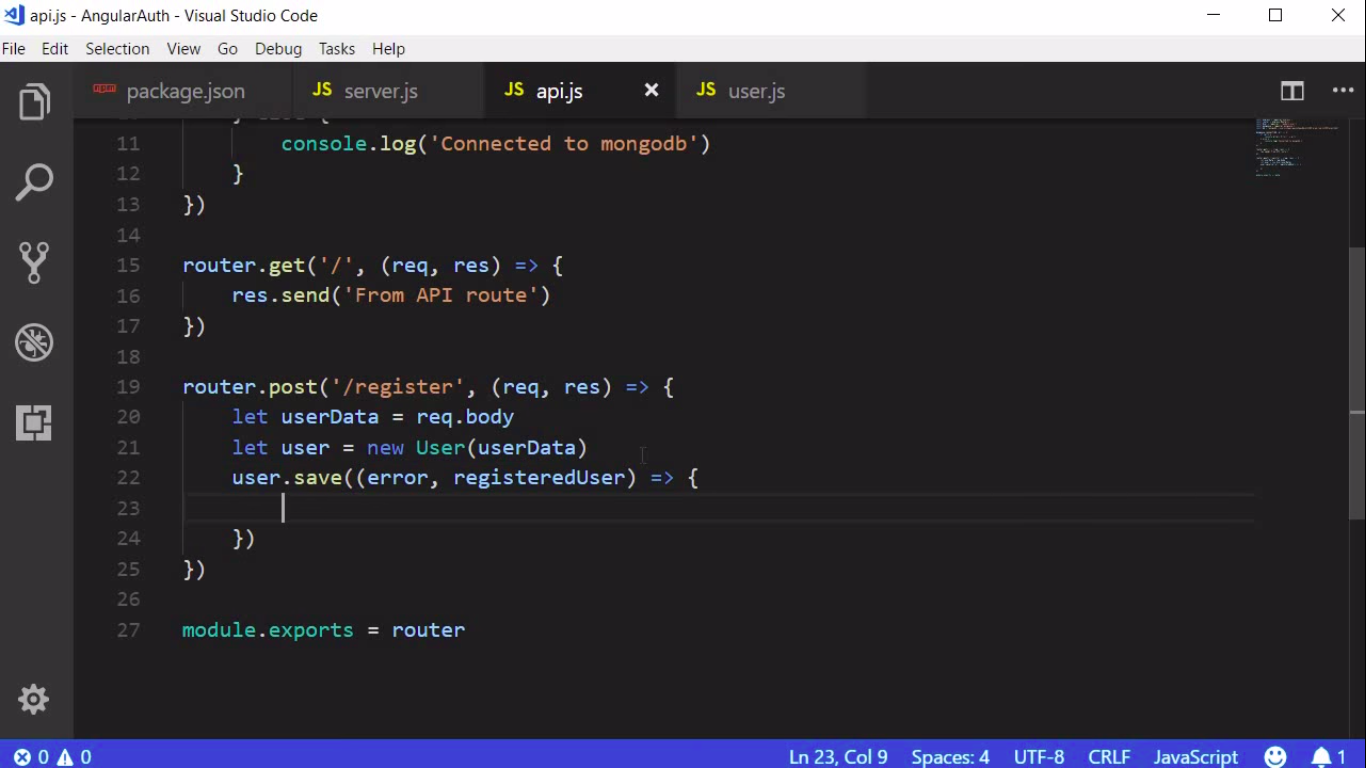 api.js - AngularAuth - Visual Studio Code
File Edit Selection View Go Debug Tasks Help
npm package.json JS server.js JS api.js JS user.js
11 console.log('Connected to mongodb')
12 }
13 })
14
15 router.get('/', (req, res) => {
16 res.send('From API route')
17 })
18
19 router.post('/register', (req, res) => {
20 let userData = req.body
21 let user = new User(userData)
22 user.save((error, registeredUser) => {
23
24 })
25 })
26
27 module.exports = router
0 0 Ln 23, Col 9 Spaces: 4 UTF-8 CRLF JavaScript 1